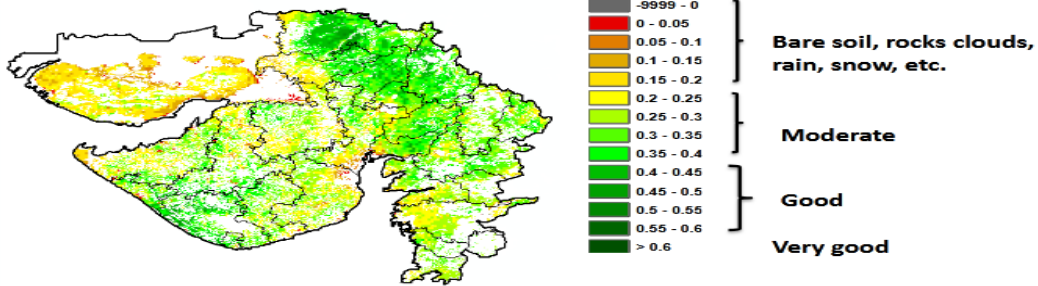 -9999 - 0
0 - 0.05
0.05 - 0.1
0.1 - 0.15
0.15 - 0.2
0.2 - 0.25
0.25 - 0.3
0.3 - 0.35
0.35 - 0.4
0.4 - 0.45
0.45 - 0.5
0.5 - 0.55
0.55 - 0.6
> 0.6
Bare soil, rocks clouds,
rain, snow, etc.
Moderate
Good
Very good